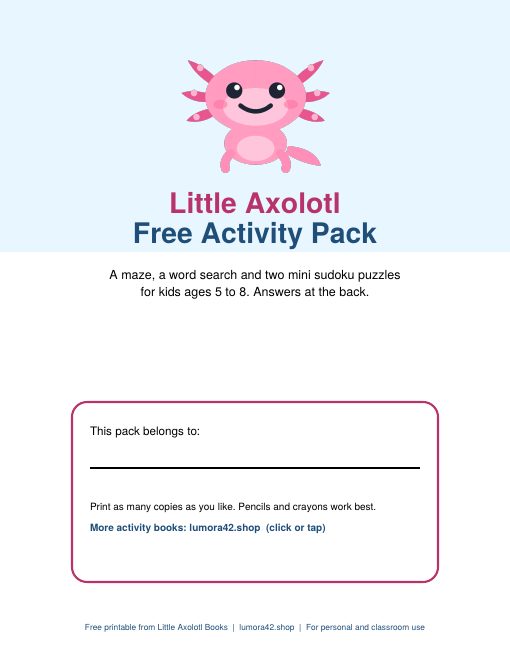 Little Axolotl
Free Activity Pack
A maze, a word search and two mini sudoku puzzles
for kids ages 5 to 8. Answers at the back.
This pack belongs to:
Print as many copies as you like. Pencils and crayons work best.
More activity books: lumora42.shop (click or tap)
Free printable from Little Axolotl Books | lumora42.shop | For personal and classroom use